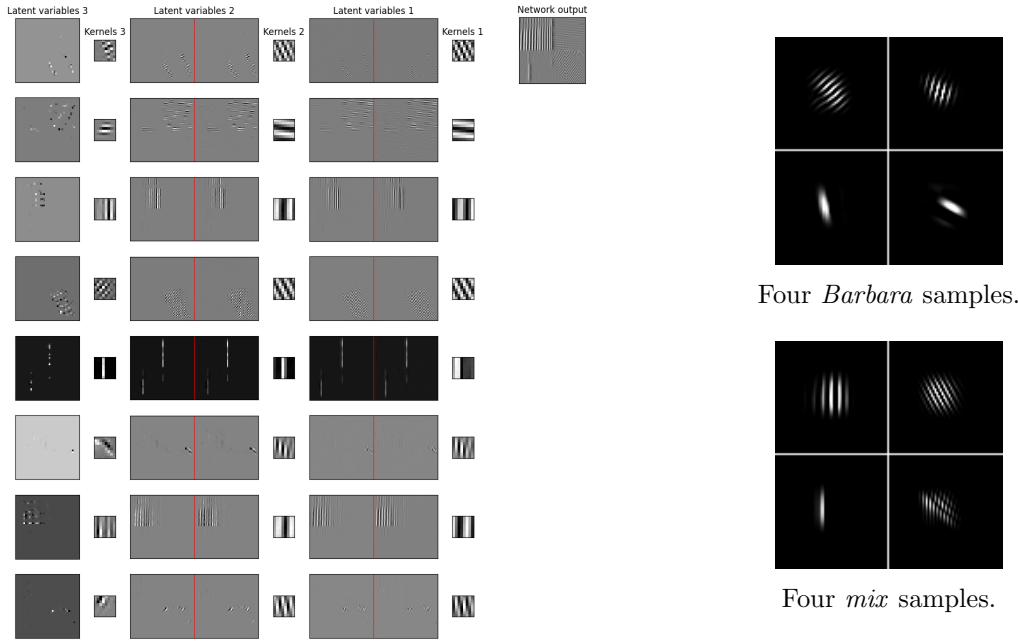 Latent variables 3
Latent variables 2
Latent variables 1
Network output
Kernels 3
Kernels 2
Kernels 1
Four Barbara samples.
Four mix samples.